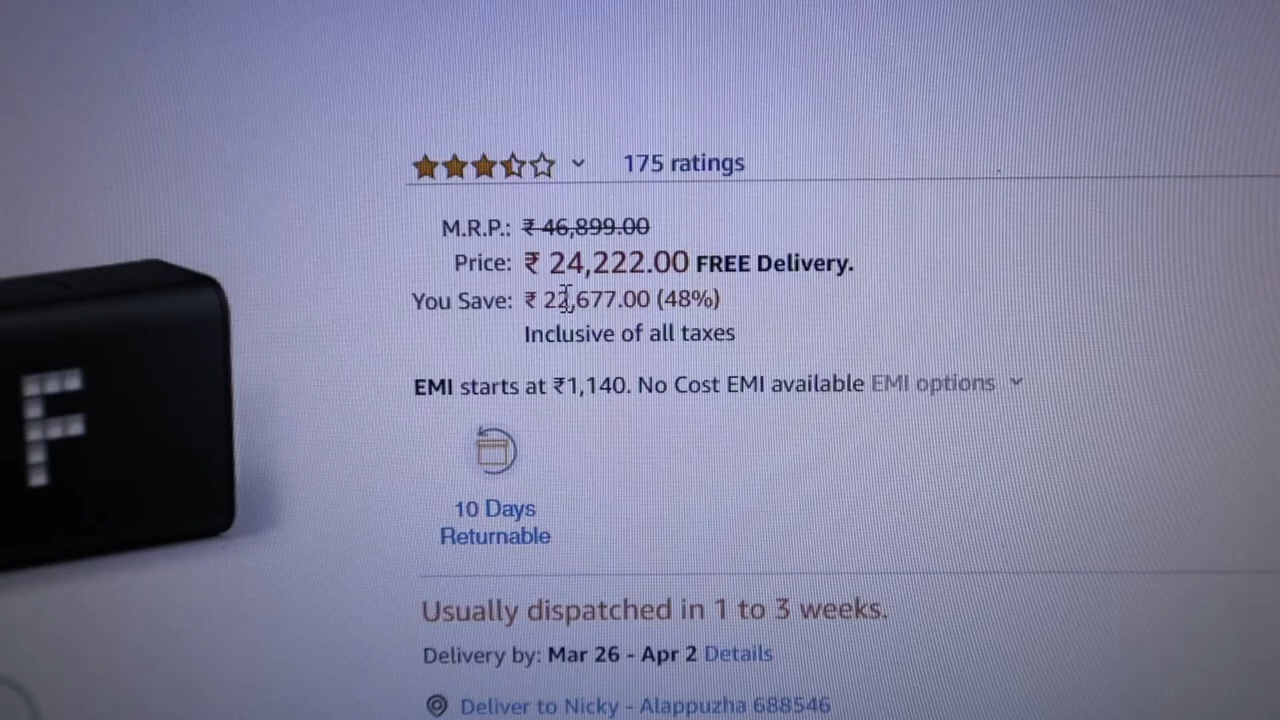 175 ratings
M.R.P.: ₹ 46,899.00
Price: ₹ 24,222.00 FREE Delivery.
You Save: ₹ 22,677.00 (48%)
Inclusive of all taxes
EMI starts at ₹1,140. No Cost EMI available EMI options
F
10 Days
Returnable
Usually dispatched in 1 to 3 weeks.
Delivery by: Mar 26 - Apr 2 Details
Deliver to Nicky - Alappuzha 688546